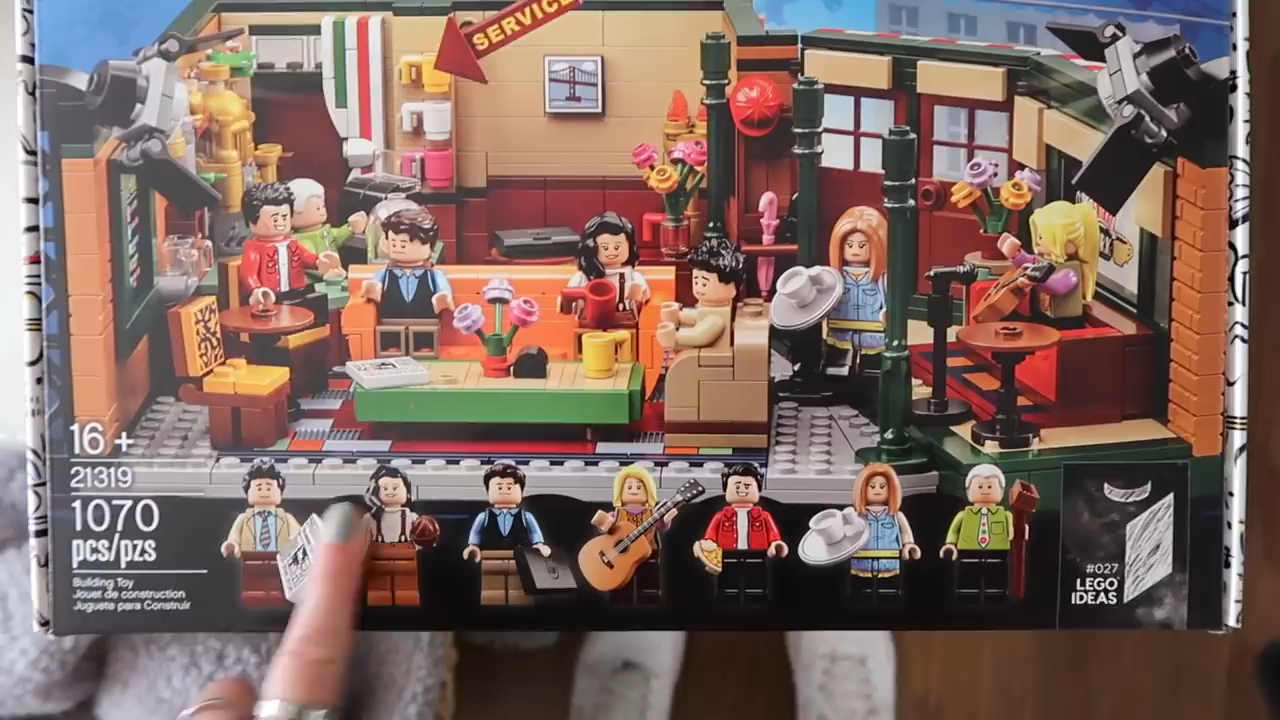 SERVICE
16+
21319
1070
pcs/pzs
Building Toy
Jouet de construction
Juguete para Construir
#027
LEGO
IDEAS